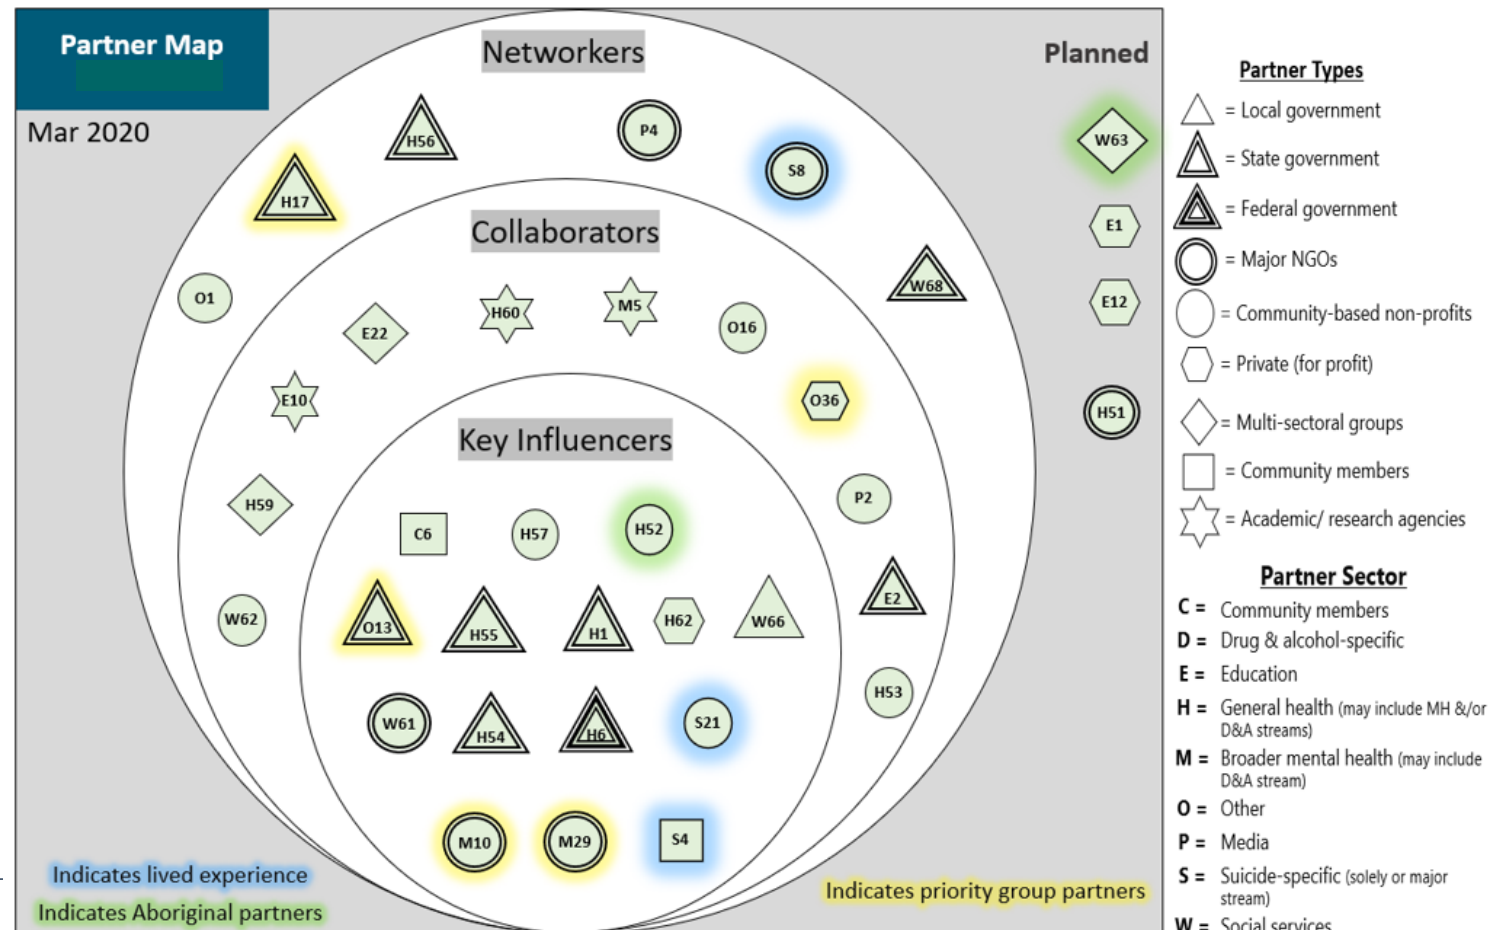 Partner Map
Mar 2020
Networkers
Planned
H56
P4
S8
H17
W63
O1
W68
E1
E12
H51
Collaborators
E22
H60
M5
O16
E10
O36
H59
P2
W62
E2
H53
Key Influencers
C6
H57
H52
O13
H55
H1
H62
W66
W61
H54
H6
S21
M10
M29
S4
Indicates lived experience
Indicates Aboriginal partners
Indicates priority group partners
Partner Types
= Local government
= State government
= Federal government
= Major NGOs
= Community-based non-profits
= Private (for profit)
= Multi-sectoral groups
= Community members
= Academic/ research agencies
Partner Sector
C = Community members
D = Drug & alcohol-specific
E = Education
H = General health (may include MH &/or
D&A streams)
M = Broader mental health (may include
D&A stream)
O = Other
P = Media
S = Suicide-specific (solely or major
stream)
W = Social services